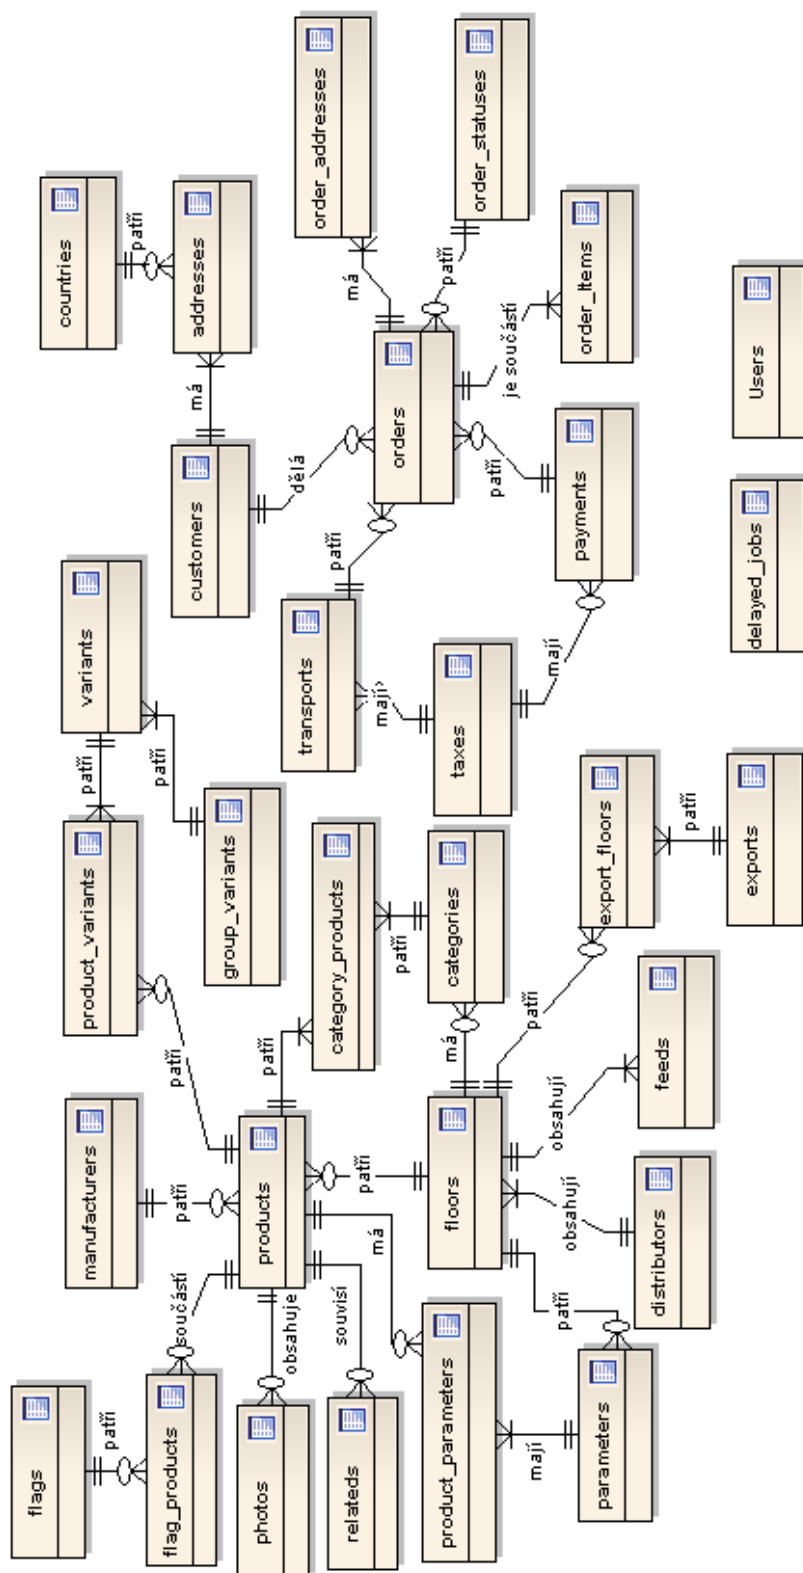 flags
manufacturers
variants
countries
patří
patří
patří
patří
patří
patří
product_variants
flag_products
součástí
patří
group_variants
customers
má
addresses
photos
obsahuje
products
patří
category_products
transports
dělá
patří
relateds
souvisí
má
patří
mají
orders
má
order_addresses
product_parameters
floors
má
patří
categories
taxes
patří
patří
order_statuses
mají
patří
obsahují
obsahují
patří
mají
payments
je součástí
order_Items
parameters
distributors
feeds
export_floors
patří
exports
delayed_jobs
Users